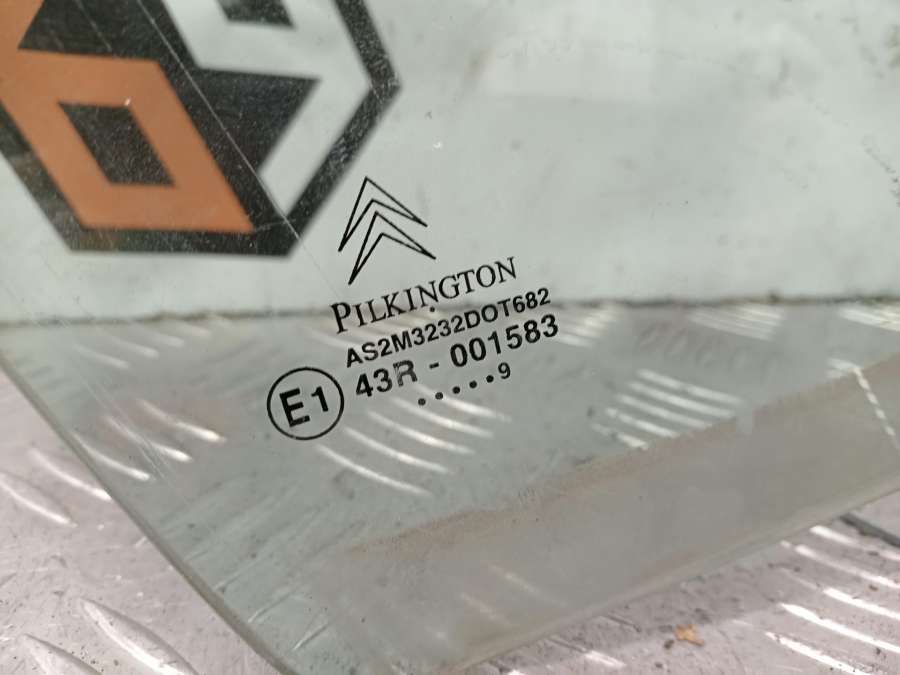 PILKINGTON
AS2M3232DOT682
E1 43R - 001583
.....9